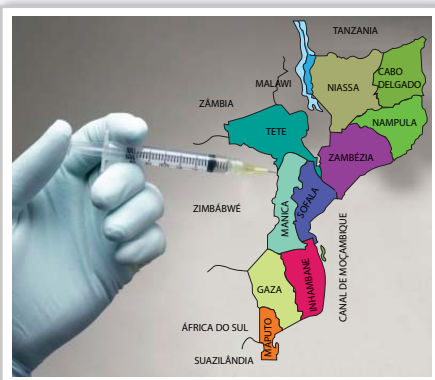 TANZANIA
MALAWI
NIASSA
CABO
DELGADO
ZÂMBIA
NAMPULA
TETE
ZAMBÉZIA
ZIMBÁBWÉ
MANICA
SOFALA
CANAL DE MOÇAMBIQUE
GAZA
INHAMBANE
ÁFRICA DO SUL
MAPUTO
SUAZILÂNDIA